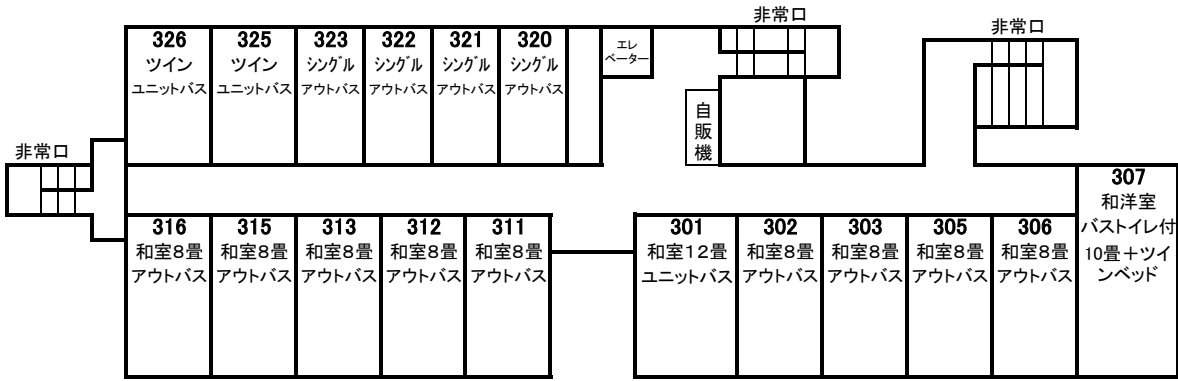 非常口
非常口
326
ツイン
ユニットバス
325
ツイン
ユニットバス
323
ｼﾝｸﾞﾙ
アウトバス
322
ｼﾝｸﾞﾙ
アウトバス
321
ｼﾝｸﾞﾙ
アウトバス
320
ｼﾝｸﾞﾙ
アウトバス
エレ
ベーター
自
販
機
非常口
316
和室８畳
アウトバス
315
和室８畳
アウトバス
313
和室８畳
アウトバス
312
和室８畳
アウトバス
311
和室８畳
アウトバス
301
和室１２畳
ユニットバス
302
和室８畳
アウトバス
303
和室８畳
アウトバス
305
和室８畳
アウトバス
306
和室８畳
アウトバス
307
和洋室
バストイレ付
10畳＋ツイ
ンベッド